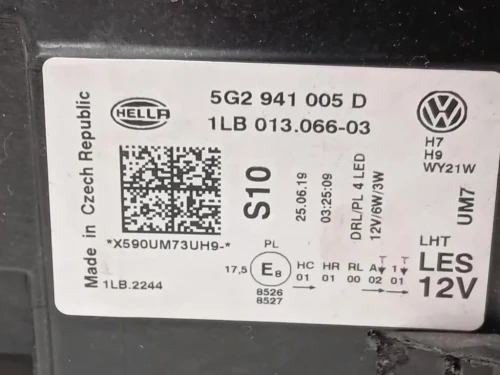 Made in Czech Republic
HELLA
5G2 941 005 D
1LB 013.066-03
*X590UM73UH9-*
1LB.2244
S10
25.06.19
03:25:09
DRL/PL 4 LED
12V/6W/3W
H7
H9
WY21W
UM7
LHT
LES
12V
PL
17,5 E8
8526
8527
HC HR RL A 1
01 01 00 02 01